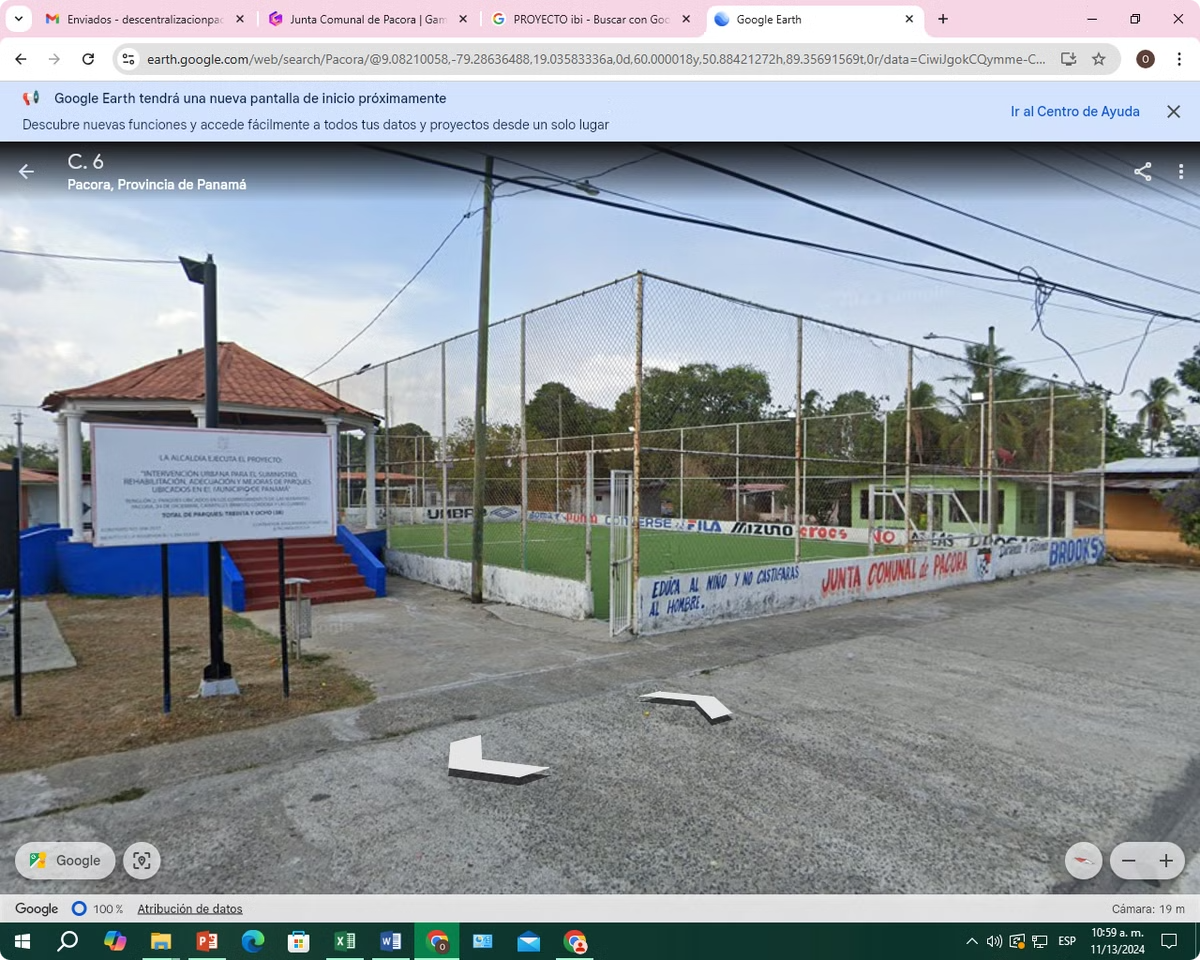 Enviados - descentralizacionpac
Junta Comunal de Pacora | Gam
PROYECTO ibi - Buscar con Goo
Google Earth
earth.google.com/web/search/Pacora/@9.08210058,-79.28636488,19.03583336a,0d,60.000018y,50.88421272h,89.35691569t,0r/data=CiwiJgokCQymme-C...
O
Google Earth tendrá una nueva pantalla de inicio próximamente
Descubre nuevas funciones y accede fácilmente a todos tus datos y proyectos desde un solo lugar
Ir al Centro de Ayuda
C. 6
Pacora, Provincia de Panamá
LA ALCALDÍA EJECUTA EL PROYECTO:
"INTERVENCIÓN URBANA PARA EL SUMINISTRO,
REHABILITACIÓN, ADECUACIÓN Y MEJORAS DE PARQUES
UBICADOS EN EL MUNICIPIO DE PANAMÁ"
TOTAL DE PARQUES: TREINTA Y OCHO (38)
UMBRO puma CONVERSE FILA MIZUNO crocs NO
EDUCA AL NIÑO Y NO CASTIGARAS
AL HOMBRE.
JUNTA COMUNAL de PACORA
BROOKS
Google
Google
100 %
Atribución de datos
Cámara: 19 m
ESP
10:59 a. m.
11/13/2024